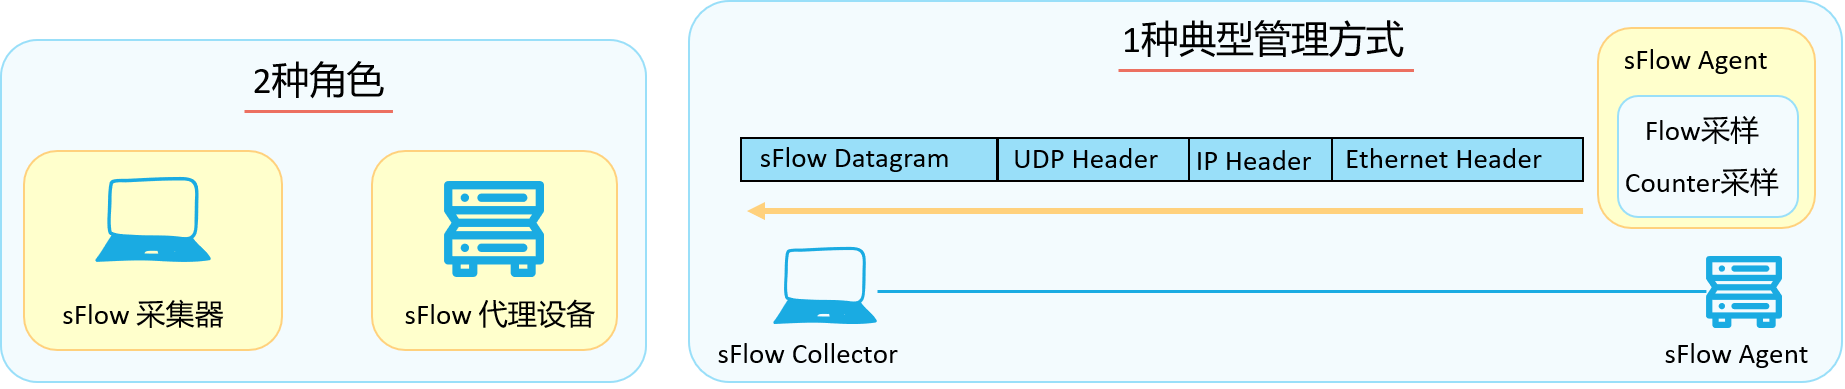 2种角色
sFlow 采集器
sFlow 代理设备
1种典型管理方式
sFlow Agent
Flow采样
Counter采样
sFlow Datagram UDP Header IP Header Ethernet Header
sFlow Collector
sFlow Agent